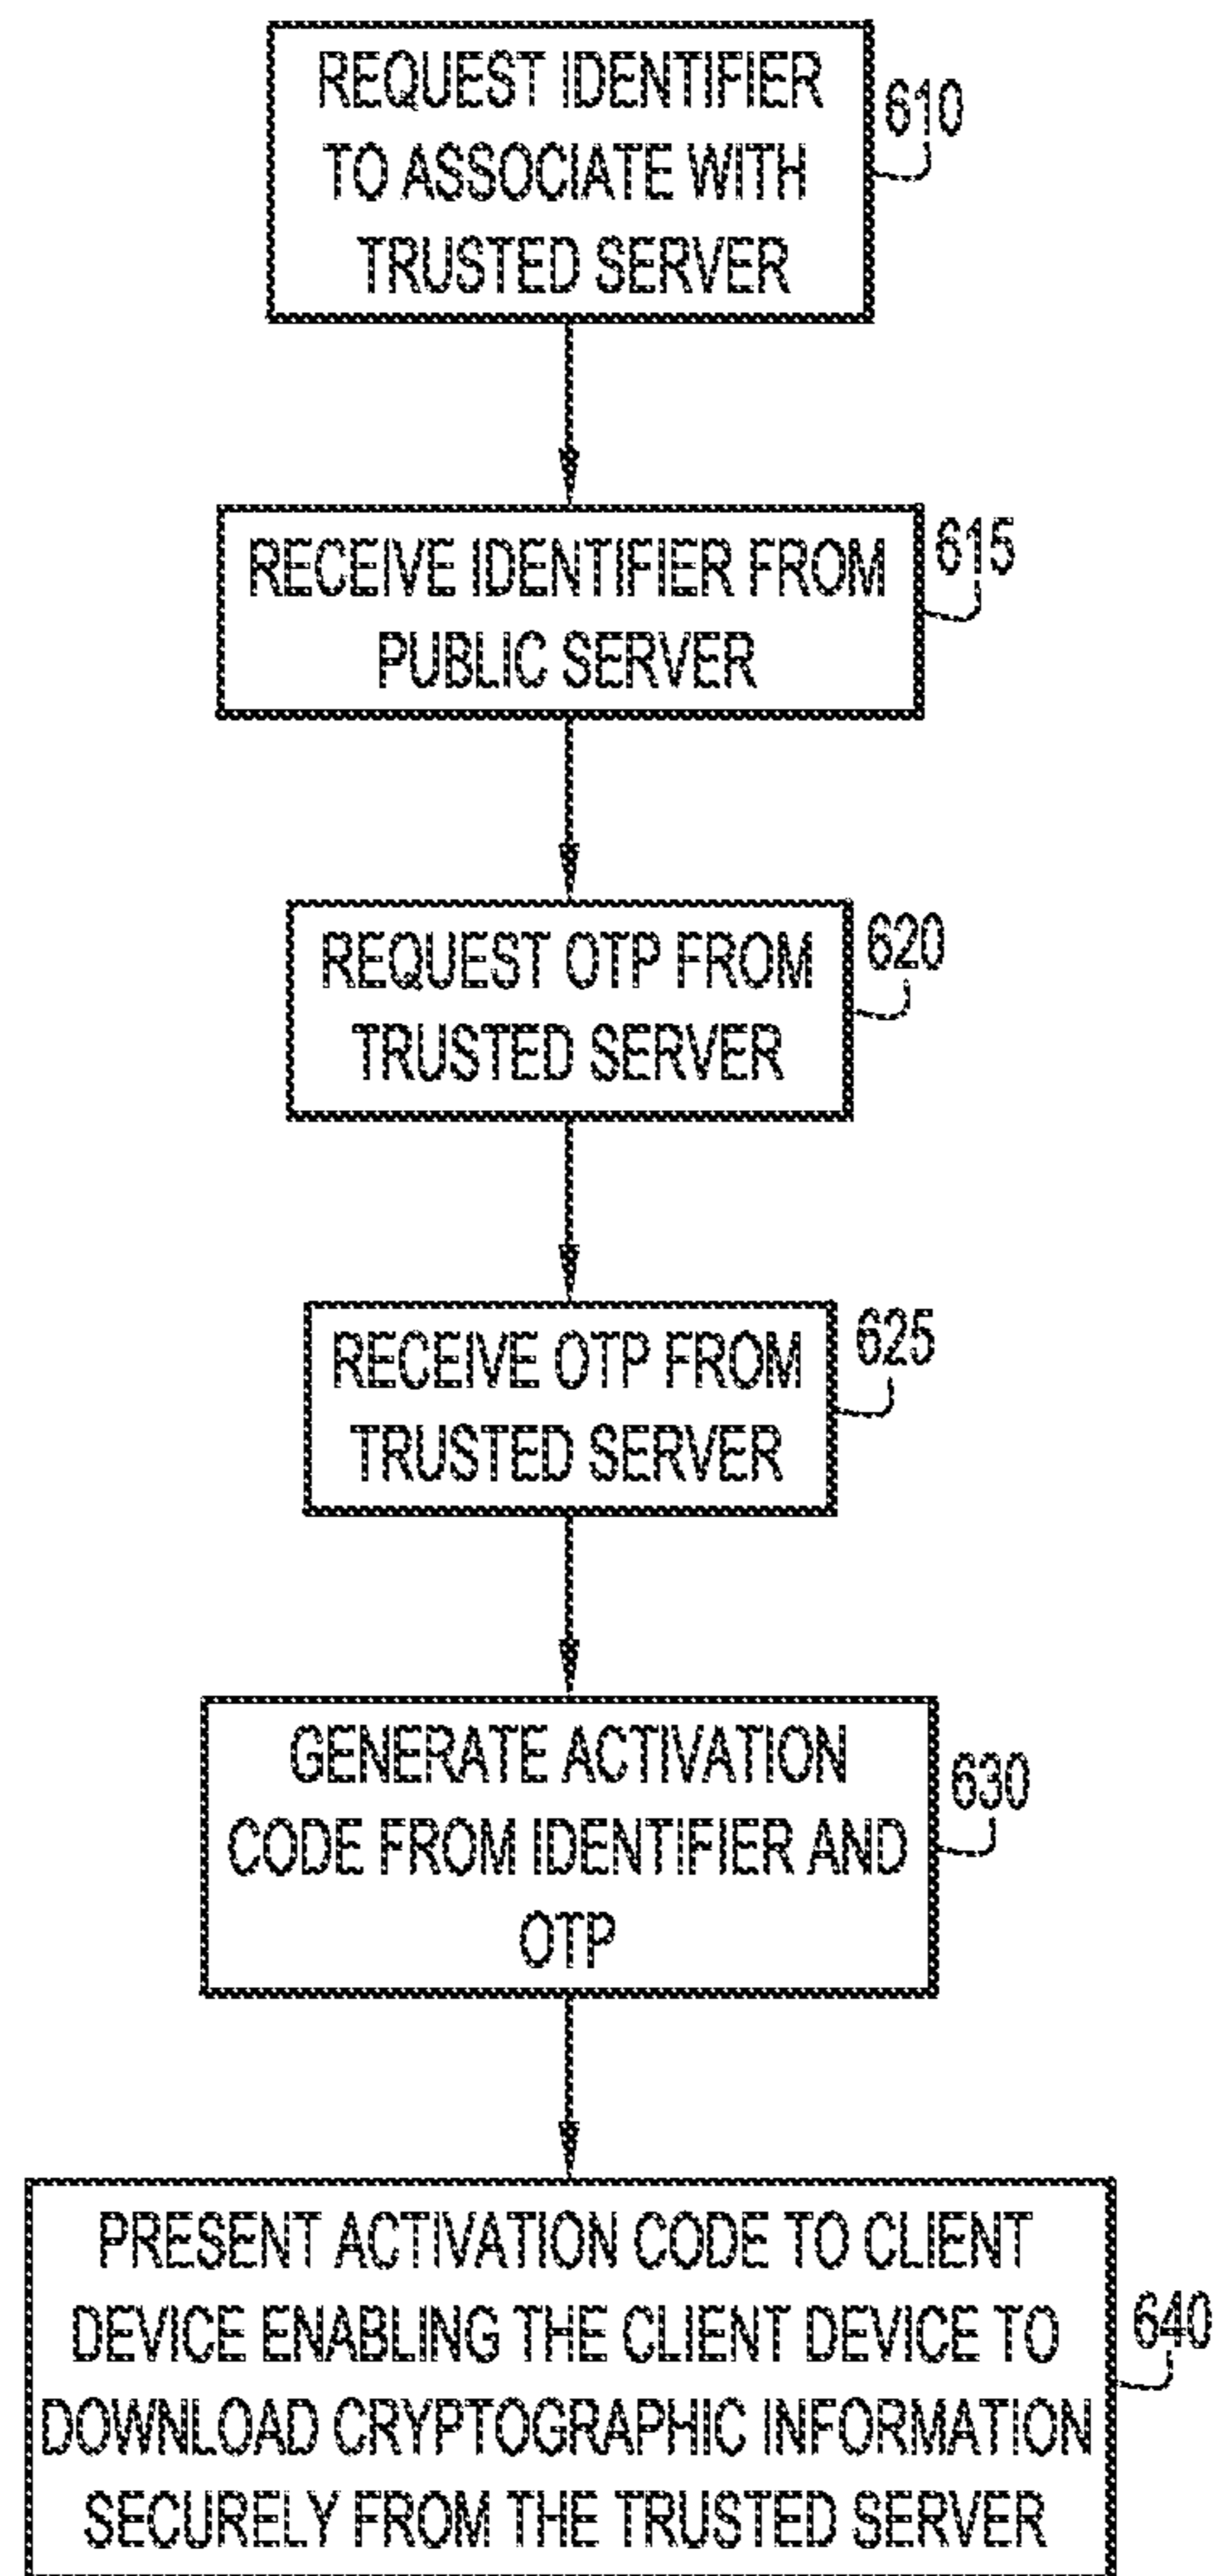 REQUEST IDENTIFIER
TO ASSOCIATE WITH
TRUSTED SERVER
610
RECEIVE IDENTIFIER FROM
PUBLIC SERVER
615
REQUEST OTP FROM
TRUSTED SERVER
620
RECEIVE OTP FROM
TRUSTED SERVER
625
GENERATE ACTIVATION
CODE FROM IDENTIFIER AND
OTP
630
PRESENT ACTIVATION CODE TO CLIENT
DEVICE ENABLING THE CLIENT DEVICE TO
DOWNLOAD CRYPTOGRAPHIC INFORMATION
SECURELY FROM THE TRUSTED SERVER
640